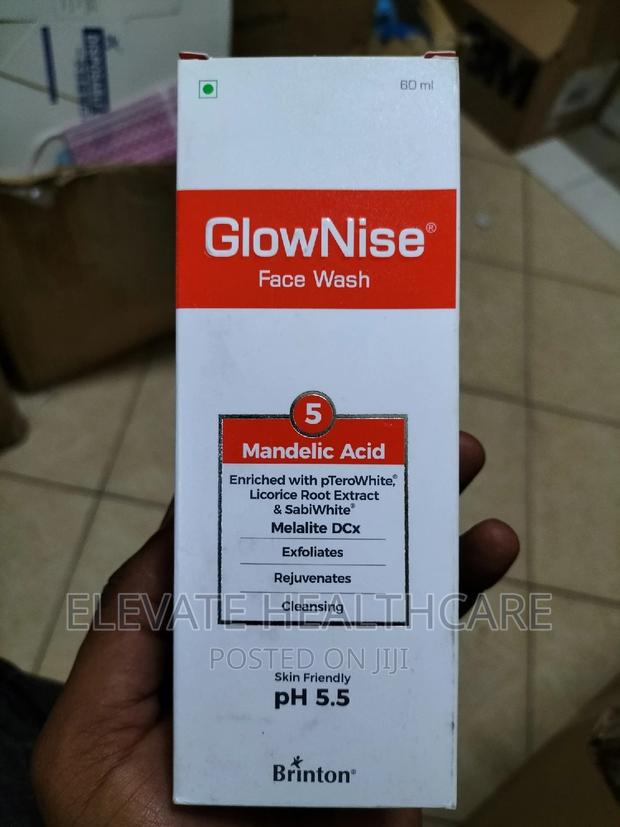 60 ml
GlowNise®
Face Wash
5
Mandelic Acid
Enriched with pTeroWhite®,
Licorice Root Extract
& SabiWhite®
Melalite DCx
Exfoliates
Rejuvenates
Cleansing
ELEVATE HEALTHCARE
POSTED ON JIJI
Skin Friendly
pH 5.5
Brinton®